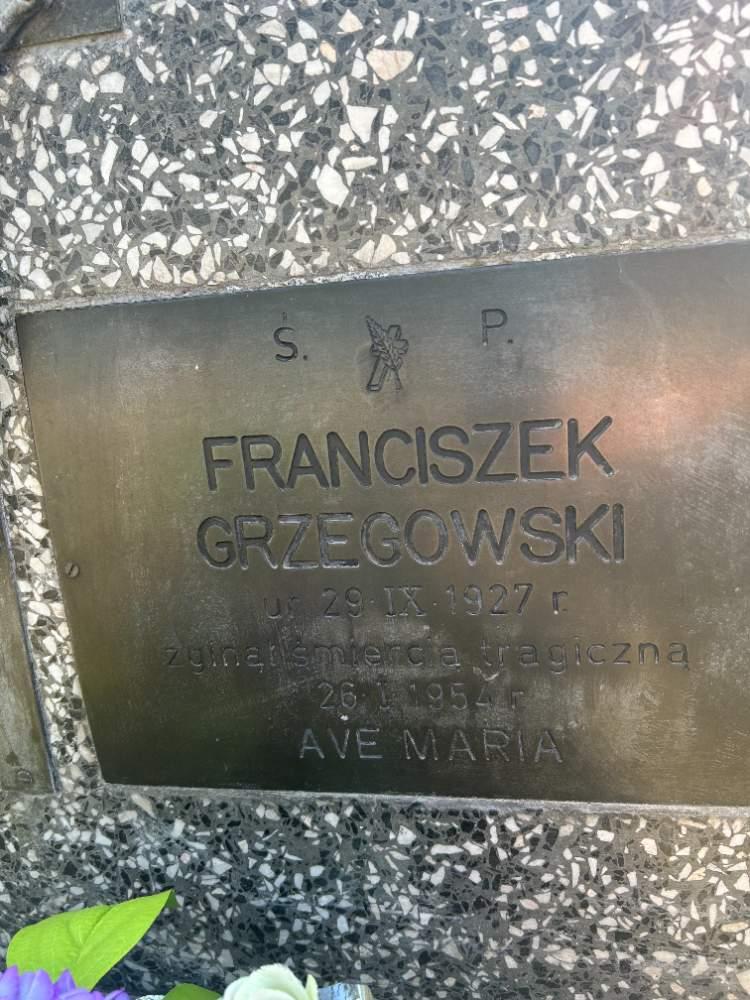 Ś. P.
FRANCISZEK
GRZEGOWSKI
ur 29·IX·1927 r.
zginął śmiercią tragiczną
26·I·1954 r
AVE MARIA